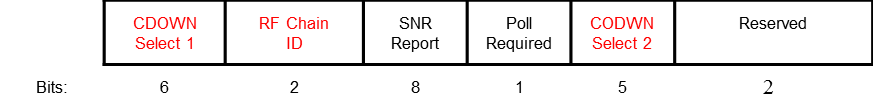 CDOWN RF Chain SNR Poll CODWN Reserved
Select 1 ID Report Required Select 2
Bits: 6 2 8 1 5 2